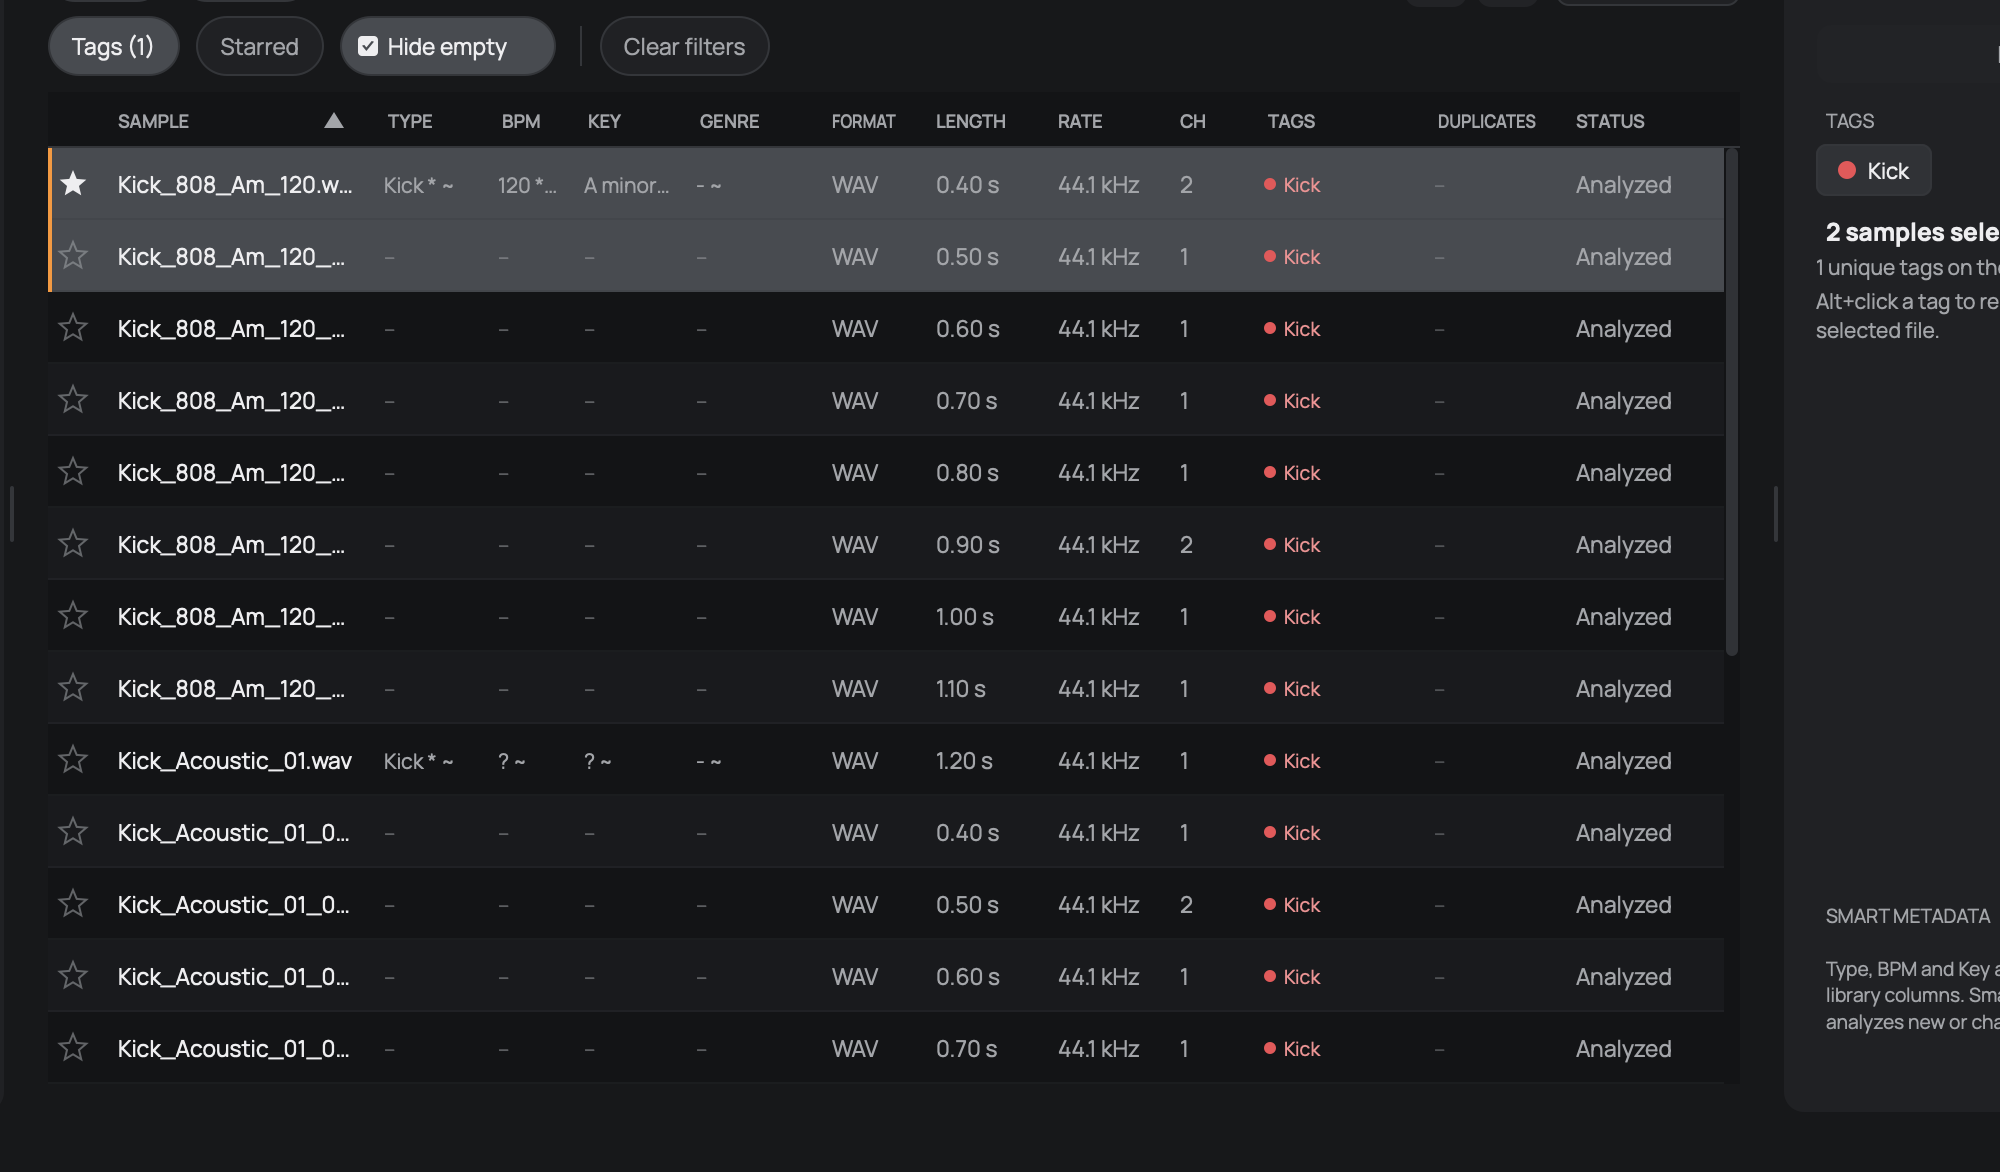 Tags (1) Starred Hide empty Clear filters
SAMPLE TYPE BPM KEY GENRE FORMAT LENGTH RATE CH TAGS DUPLICATES STATUS
Kick_808_Am_120.w... Kick * ~ 120 *... A minor... - ~ WAV 0.40 s 44.1 kHz 2 Kick – Analyzed
Kick_808_Am_120_... – – – – WAV 0.50 s 44.1 kHz 1 Kick – Analyzed
Kick_808_Am_120_... – – – – WAV 0.60 s 44.1 kHz 1 Kick – Analyzed
Kick_808_Am_120_... – – – – WAV 0.70 s 44.1 kHz 1 Kick – Analyzed
Kick_808_Am_120_... – – – – WAV 0.80 s 44.1 kHz 1 Kick – Analyzed
Kick_808_Am_120_... – – – – WAV 0.90 s 44.1 kHz 2 Kick – Analyzed
Kick_808_Am_120_... – – – – WAV 1.00 s 44.1 kHz 1 Kick – Analyzed
Kick_808_Am_120_... – – – – WAV 1.10 s 44.1 kHz 1 Kick – Analyzed
Kick_Acoustic_01.wav Kick * ~ ? ~ ? ~ - ~ WAV 1.20 s 44.1 kHz 1 Kick – Analyzed
Kick_Acoustic_01_0... – – – – WAV 0.40 s 44.1 kHz 1 Kick – Analyzed
Kick_Acoustic_01_0... – – – – WAV 0.50 s 44.1 kHz 2 Kick – Analyzed
Kick_Acoustic_01_0... – – – – WAV 0.60 s 44.1 kHz 1 Kick – Analyzed
Kick_Acoustic_01_0... – – – – WAV 0.70 s 44.1 kHz 1 Kick – Analyzed
TAGS
Kick
2 samples sele
1 unique tags on the
Alt+click a tag to re
selected file.
SMART METADATA
Type, BPM and Key a
library columns. Sma
analyzes new or cha